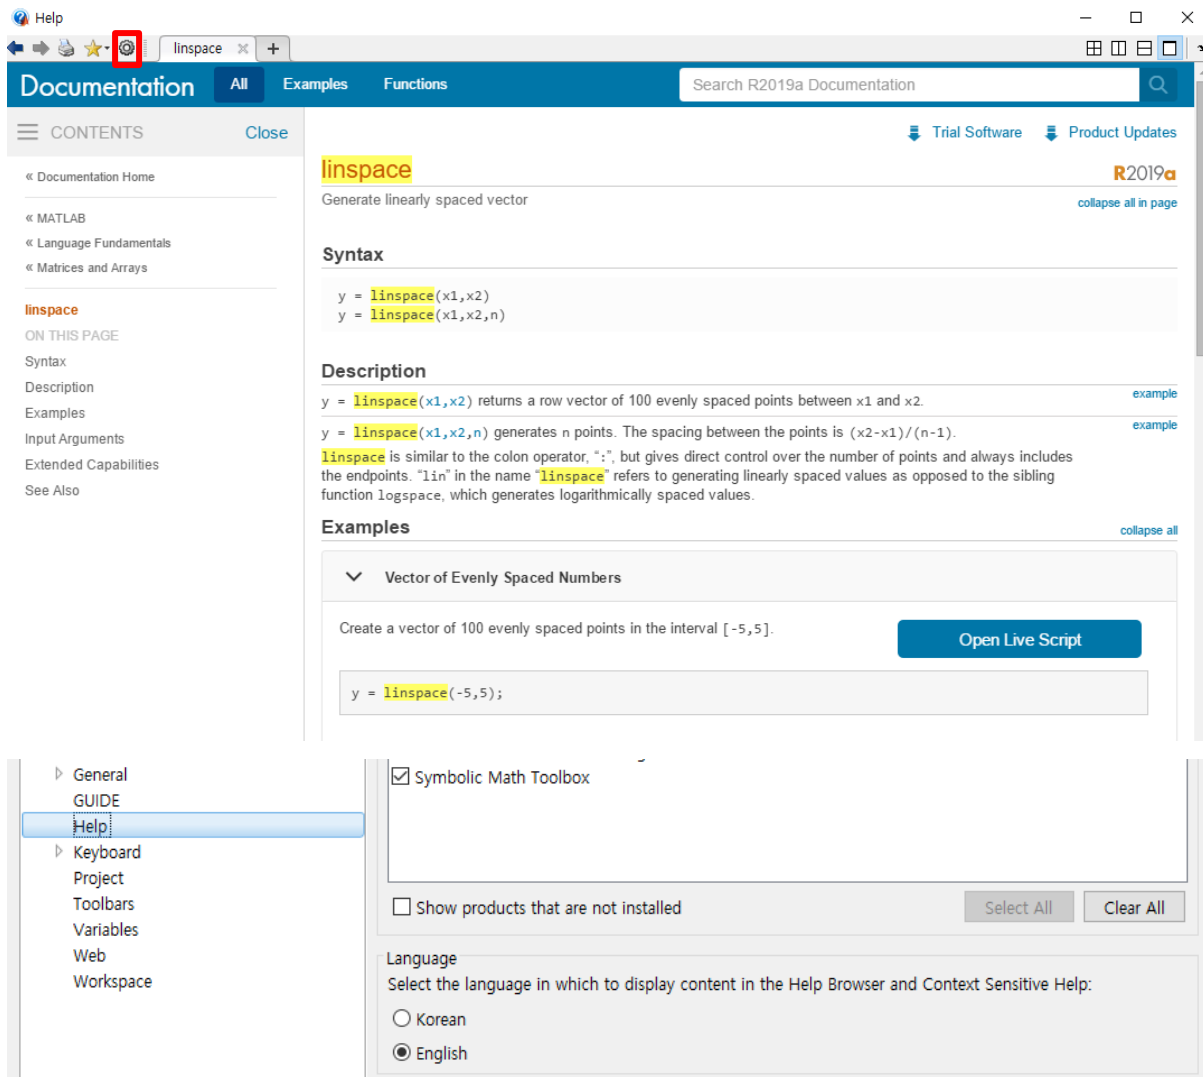 Help
linspace
Documentation All Examples Functions Search R2019a Documentation
CONTENTS Close
Trial Software Product Updates
« Documentation Home
« MATLAB
« Language Fundamentals
« Matrices and Arrays
linspace
ON THIS PAGE
Syntax
Description
Examples
Input Arguments
Extended Capabilities
See Also
linspace
R2019a
Generate linearly spaced vector
collapse all in page
Syntax
y = linspace(x1,x2)
y = linspace(x1,x2,n)
Description
y = linspace(x1,x2) returns a row vector of 100 evenly spaced points between x1 and x2.
example
y = linspace(x1,x2,n) generates n points. The spacing between the points is (x2-x1)/(n-1).
example
linspace is similar to the colon operator, “:”, but gives direct control over the number of points and always includes
the endpoints. “lin” in the name “linspace” refers to generating linearly spaced values as opposed to the sibling
function logspace, which generates logarithmically spaced values.
Examples
collapse all
Vector of Evenly Spaced Numbers
Create a vector of 100 evenly spaced points in the interval [-5,5].
Open Live Script
y = linspace(-5,5);
General
GUIDE
Help
Keyboard
Project
Toolbars
Variables
Web
Workspace
Symbolic Math Toolbox
Show products that are not installed
Select All Clear All
Language
Select the language in which to display content in the Help Browser and Context Sensitive Help:
Korean
English